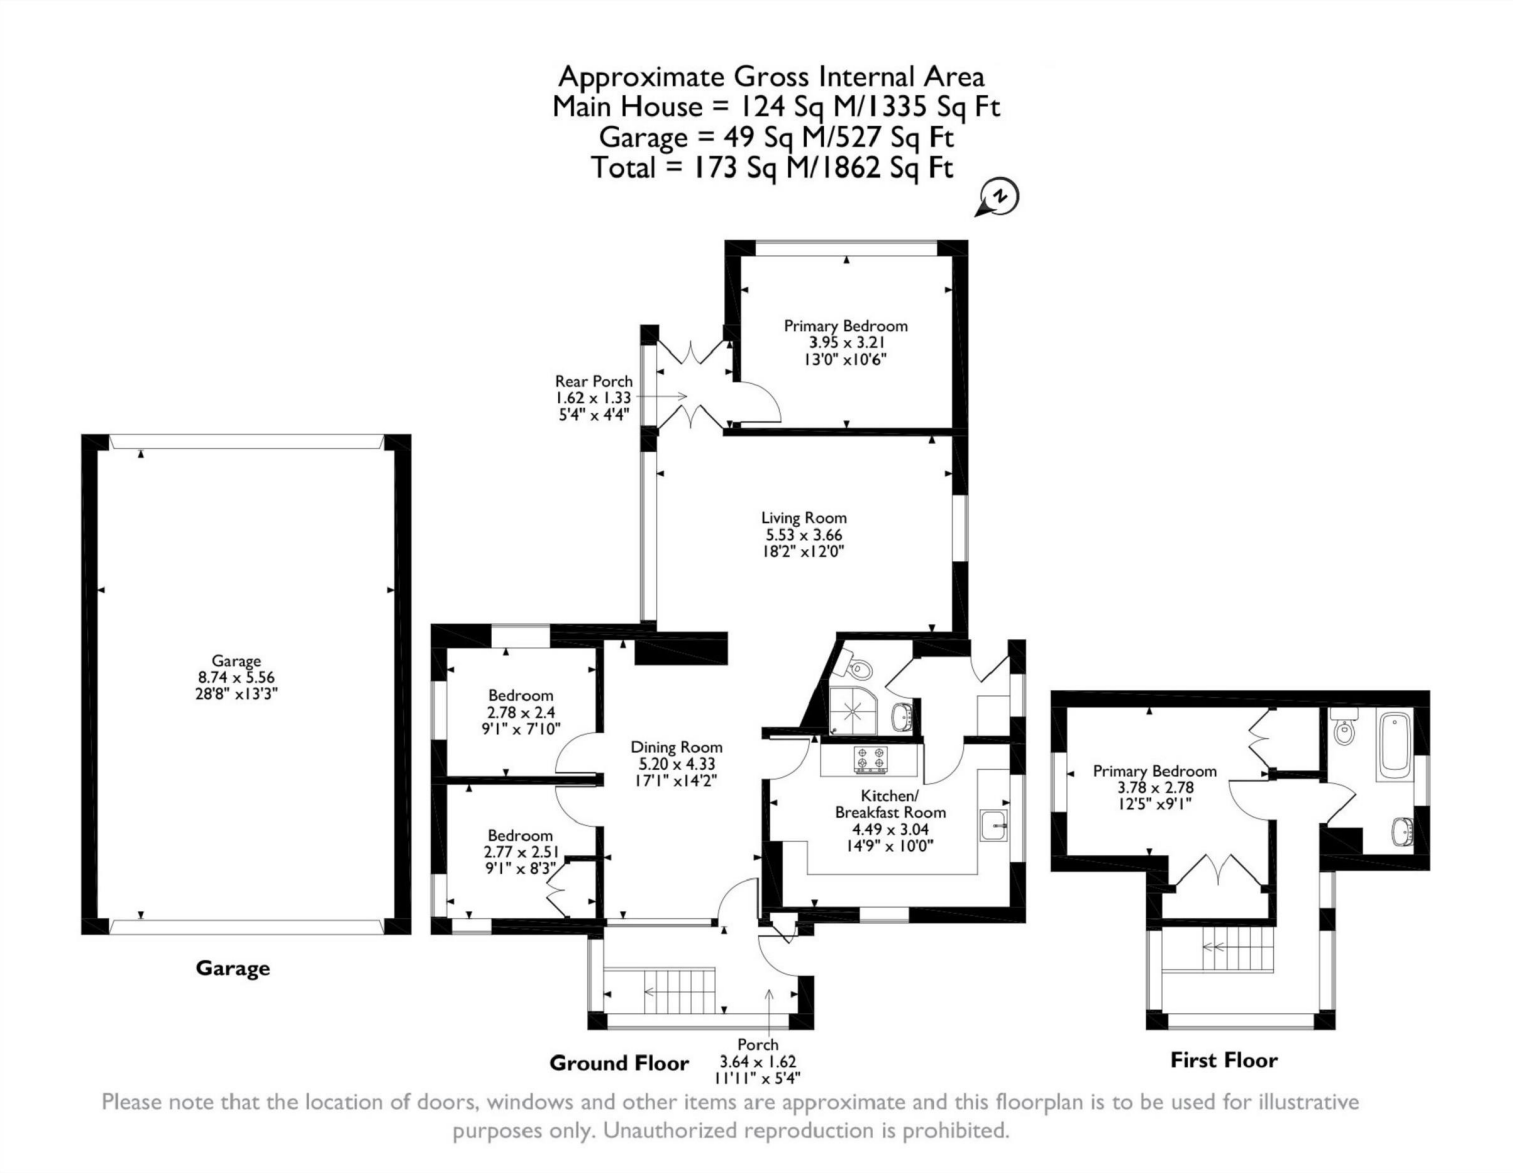 Approximate Gross Internal Area
Main House = 124 Sq M/1335 Sq Ft
Garage = 49 Sq M/527 Sq Ft
Total = 173 Sq M/1862 Sq Ft
N
Primary Bedroom
3.95 x 3.21
13'0" x10'6"
Rear Porch
1.62 x 1.33
5'4" x 4'4"
Living Room
5.53 x 3.66
18'2" x12'0"
Garage
8.74 x 5.56
28'8" x13'3"
Bedroom
2.78 x 2.4
9'1" x 7'10"
Dining Room
5.20 x 4.33
17'1" x14'2"
Bedroom
2.77 x 2.51
9'1" x 8'3"
Kitchen/
Breakfast Room
4.49 x 3.04
14'9" x 10'0"
Primary Bedroom
3.78 x 2.78
12'5" x9'1"
Garage
Ground Floor
Porch
3.64 x 1.62
11'11" x 5'4"
First Floor
Please note that the location of doors, windows and other items are approximate and this floorplan is to be used for illustrative
purposes only. Unauthorized reproduction is prohibited.